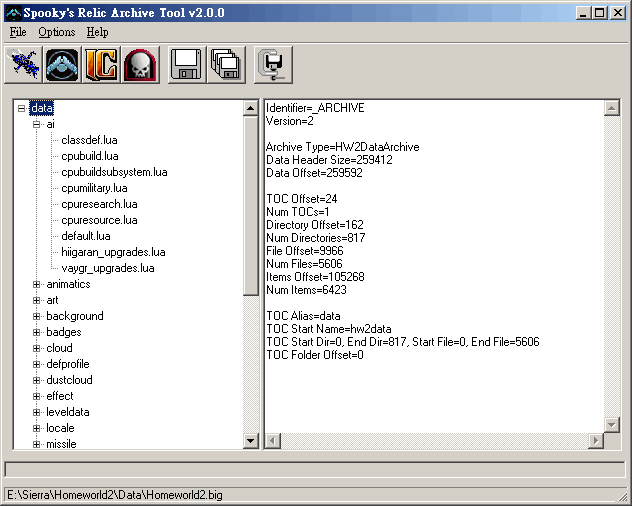 Spooky's Relic Archive Tool v2.0.0
File Options Help
IC
data
ai
classdef.lua
cpubuild.lua
cpubuildsubsystem.lua
cpumilitary.lua
cpuresearch.lua
cpuresource.lua
default.lua
hiigaran_upgrades.lua
vaygr_upgrades.lua
animatics
art
background
badges
cloud
defprofile
dustcloud
effect
leveldata
locale
missile
Identifier=_ARCHIVE
Version=2
Archive Type=HW2DataArchive
Data Header Size=259412
Data Offset=259592
TOC Offset=24
Num TOCs=1
Directory Offset=162
Num Directories=817
File Offset=9966
Num Files=5606
Items Offset=105268
Num Items=6423
TOC Alias=data
TOC Start Name=hw2data
TOC Start Dir=0, End Dir=817, Start File=0, End File=5606
TOC Folder Offset=0
E:\Sierra\Homeworld2\Data\Homeworld2.big